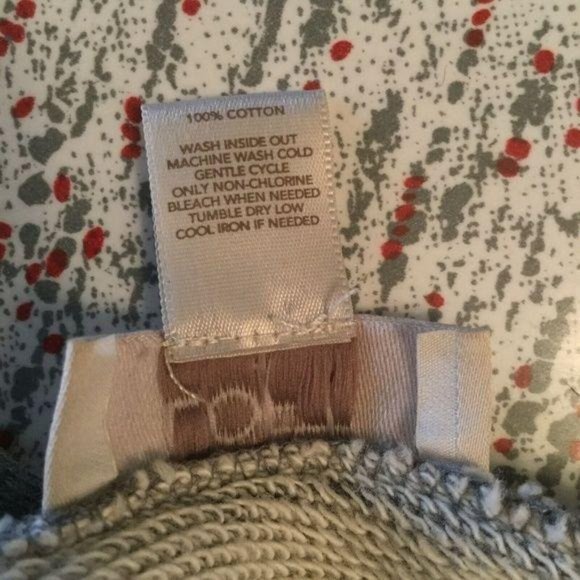 100% COTTON
WASH INSIDE OUT
MACHINE WASH COLD
GENTLE CYCLE
ONLY NON-CHLORINE
BLEACH WHEN NEEDED
TUMBLE DRY LOW
COOL IRON IF NEEDED